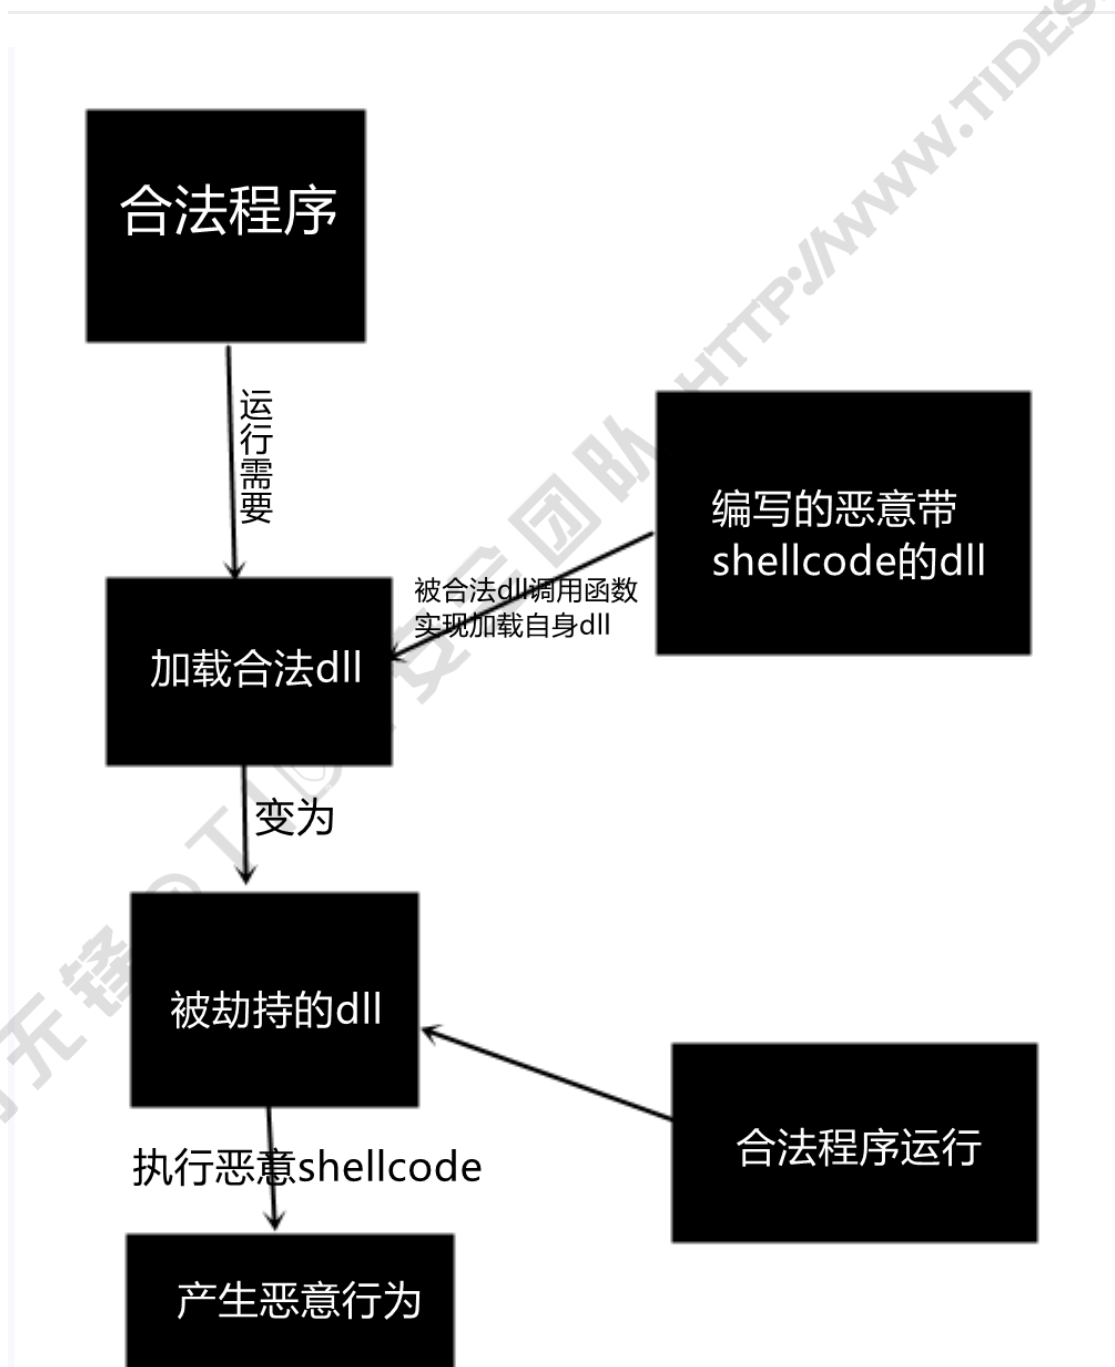 合法程序
运行需要
编写的恶意带
shellcode的dll
被合法dll调用函数
实现加载自身dll
加载合法dll
变为
被劫持的dll
执行恶意shellcode
合法程序运行
产生恶意行为
安全团队 HTTP://WWW.TIDES